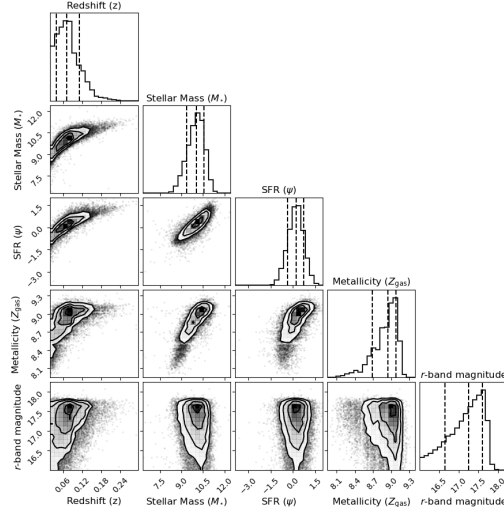 Redshift (z)
Stellar Mass (M⋆)
12.0
10.5
9.0
7.5
Stellar Mass (M⋆)
SFR (ψ)
1.5
0.0
−1.5
−3.0
SFR (ψ)
Metallicity (Zgas)
9.3
9.0
8.7
8.4
8.1
Metallicity (Zgas)
r-band magnitude
18.0
17.5
17.0
16.5
r-band magnitude
0.06 0.12 0.18 0.24 7.5 9.0 10.5 12.0 −3.0 −1.5 0.0 1.5 8.1 8.4 8.7 9.0 9.3 16.5 17.0 17.5 18.0
Redshift (z) Stellar Mass (M⋆) SFR (ψ) Metallicity (Zgas) r-band magnitude